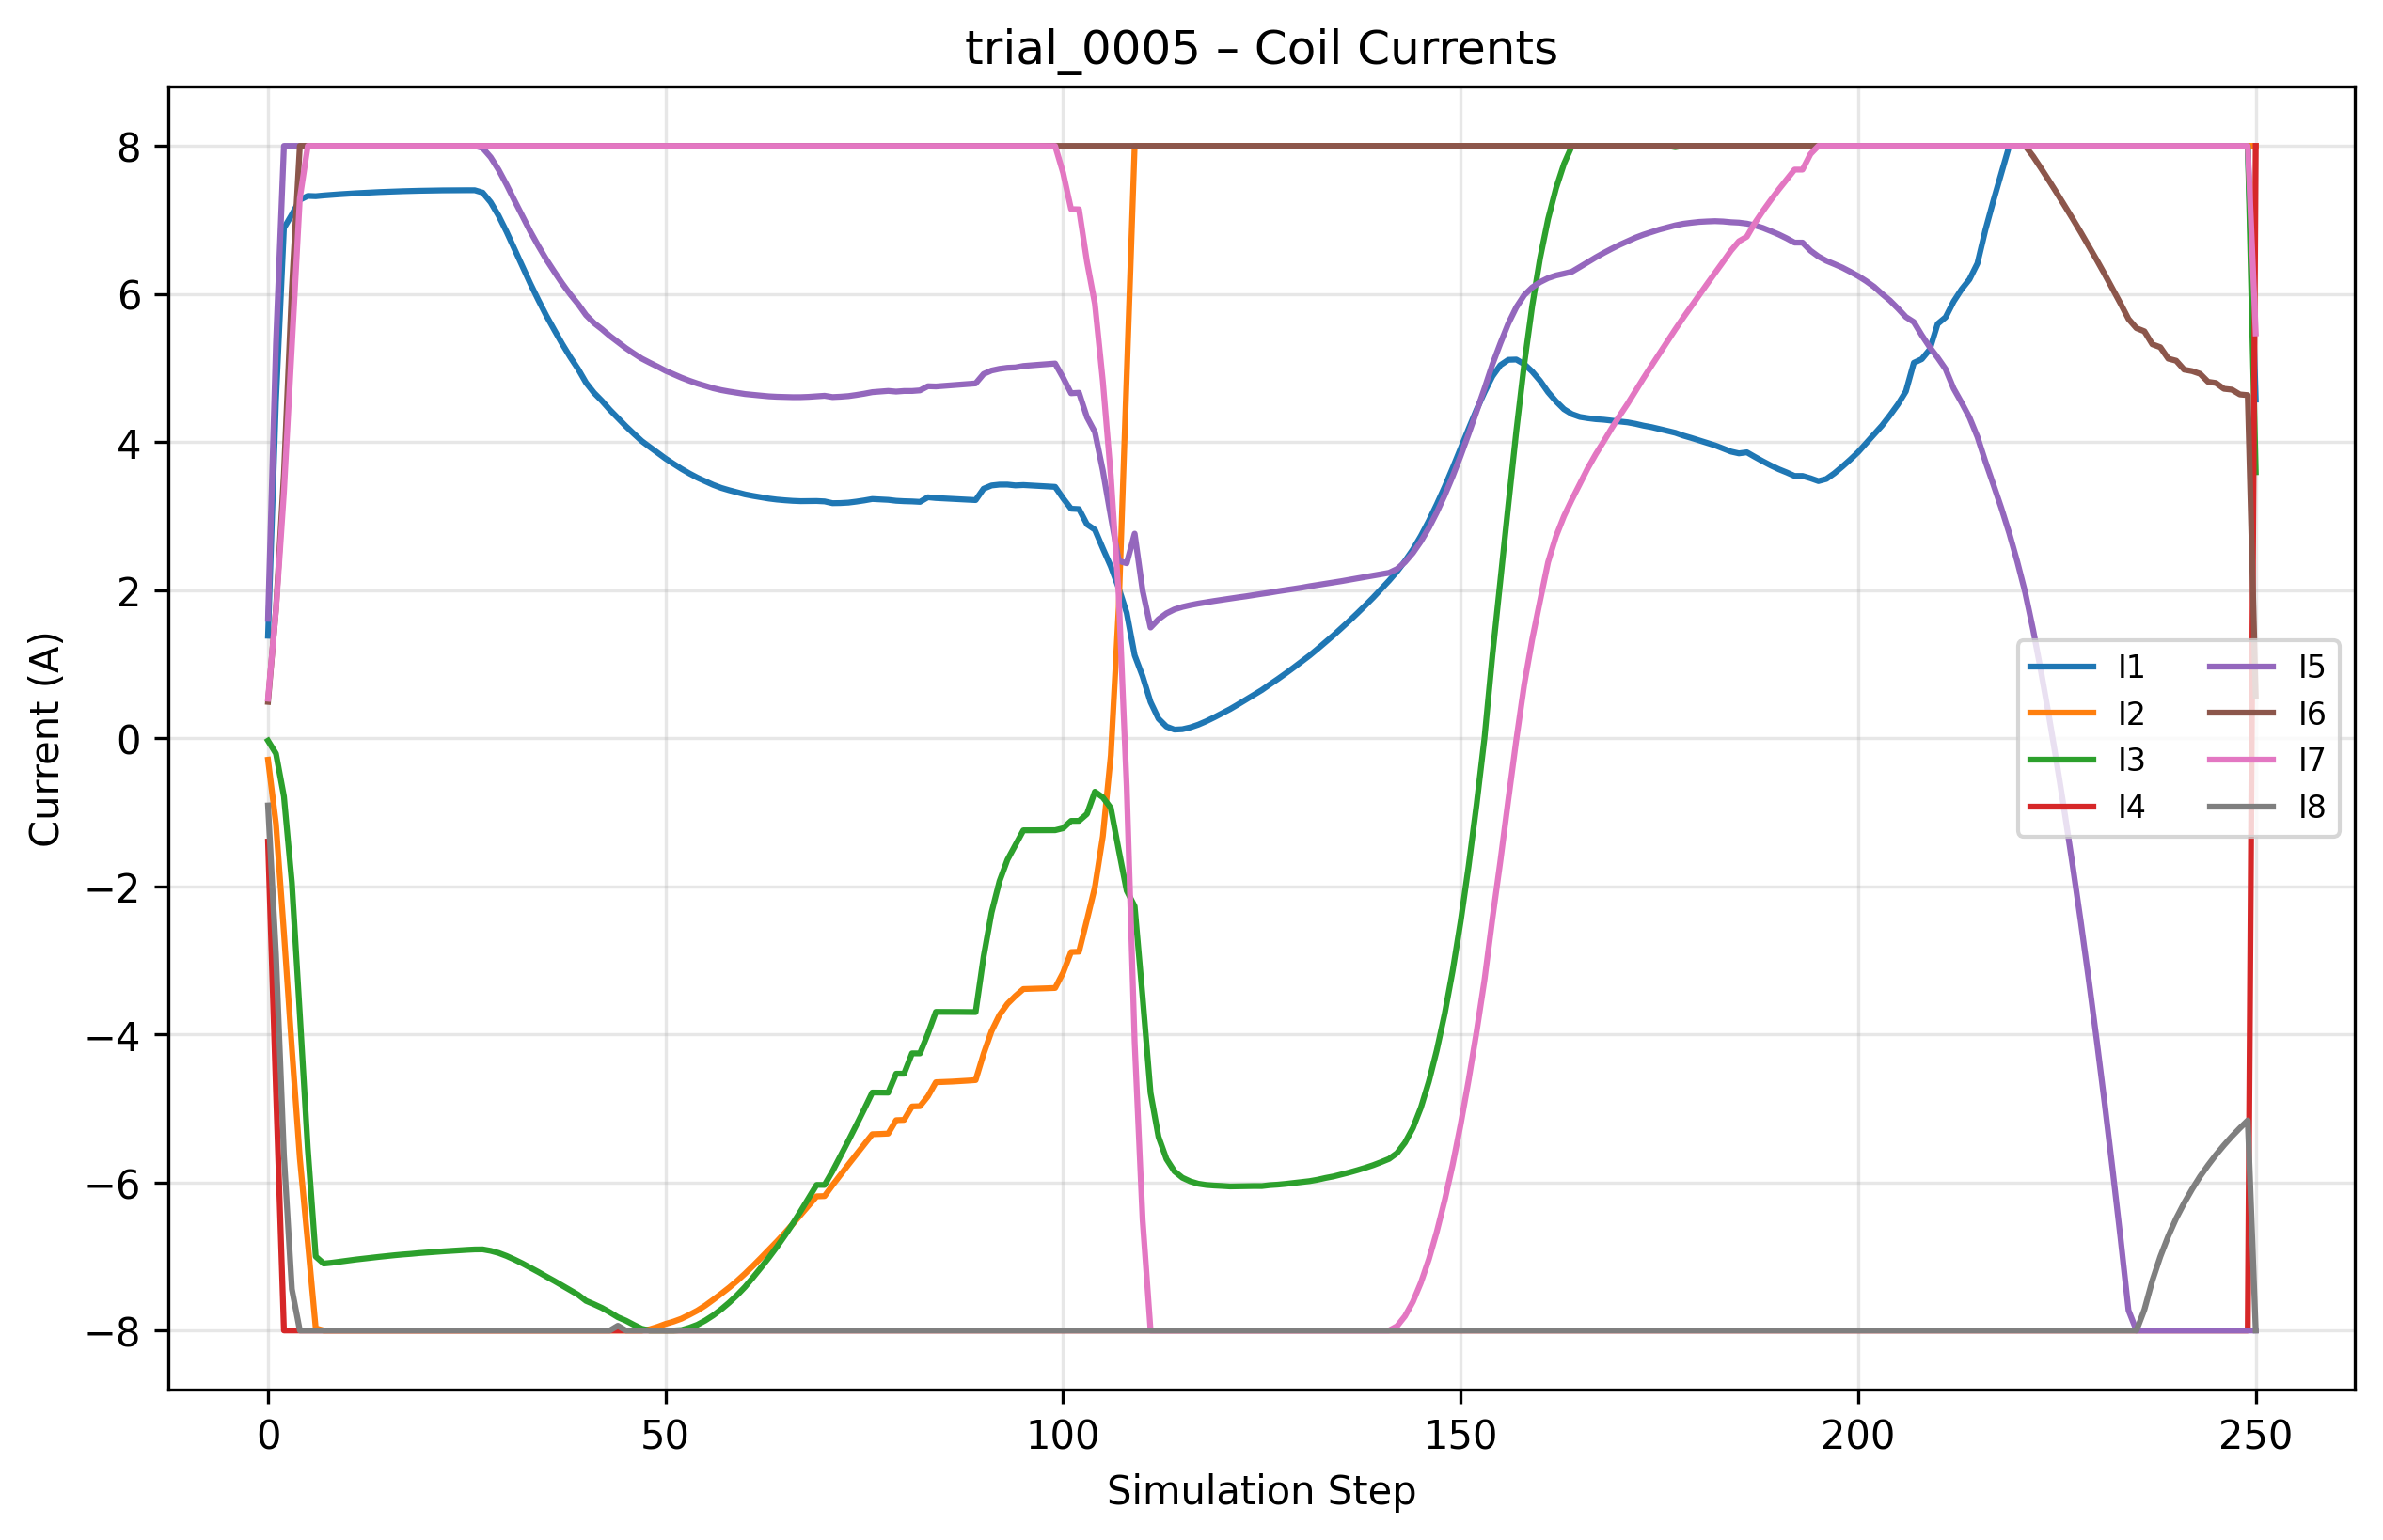 trial_0005 – Coil Currents
Current (A)
8
6
4
2
0
−2
−4
−6
−8
I1
I2
I3
I4
I5
I6
I7
I8
0
50
100
150
200
250
Simulation Step